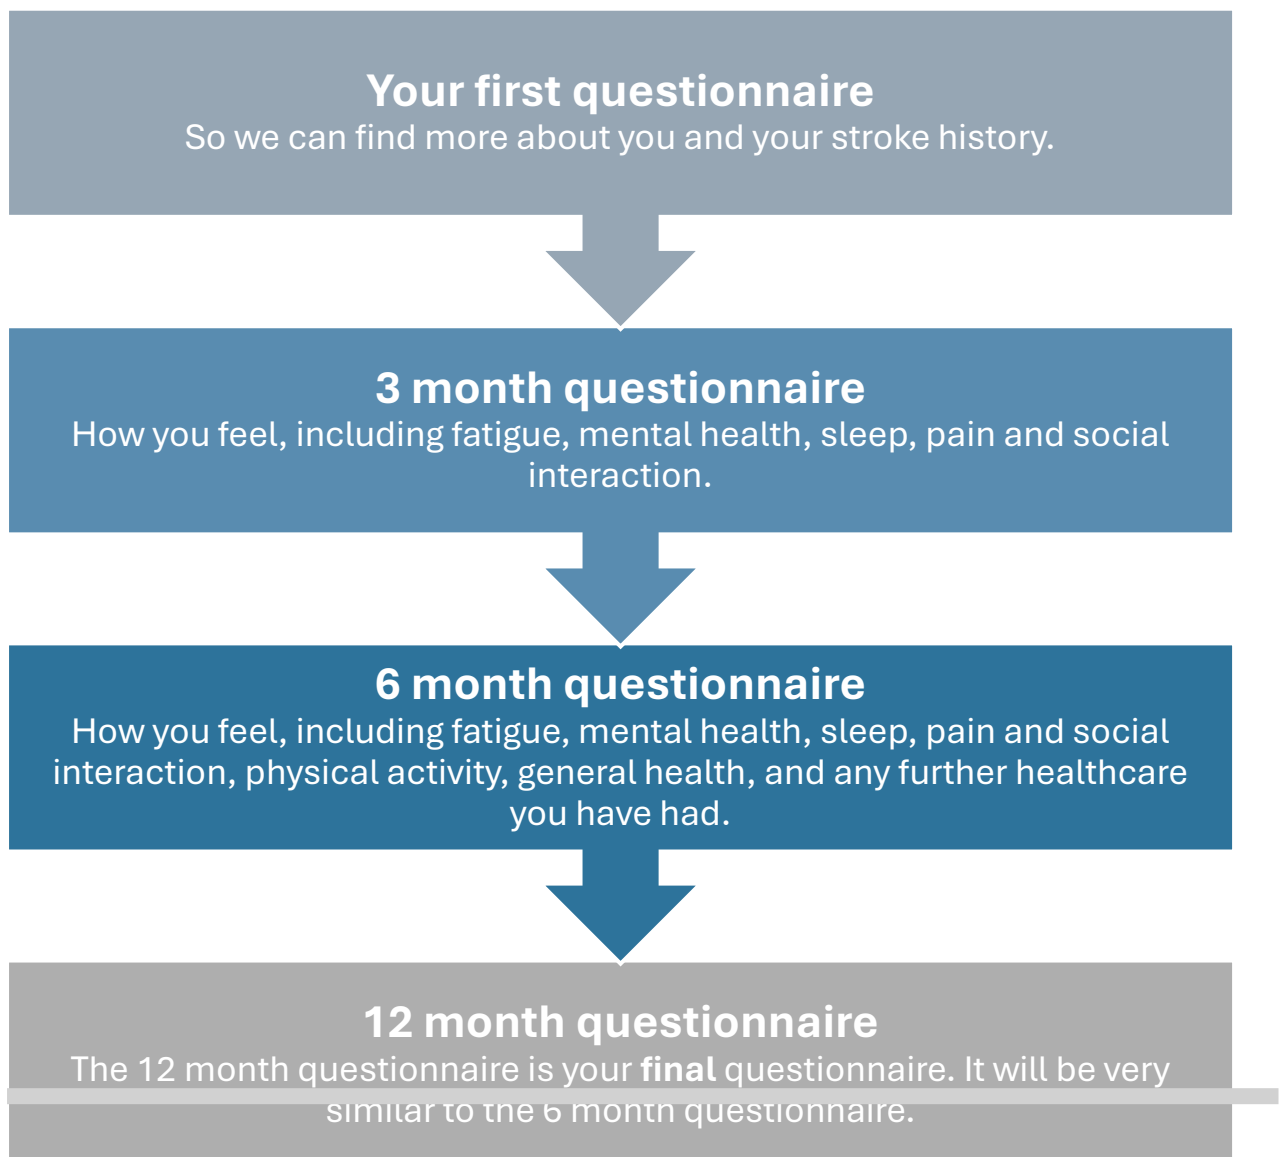 Your first questionnaire
So we can find more about you and your stroke history.
3 month questionnaire
How you feel, including fatigue, mental health, sleep, pain and social
interaction.
6 month questionnaire
How you feel, including fatigue, mental health, sleep, pain and social
interaction, physical activity, general health, and any further healthcare
you have had.
12 month questionnaire
The 12 month questionnaire is your final questionnaire. It will be very
similar to the 6 month questionnaire.